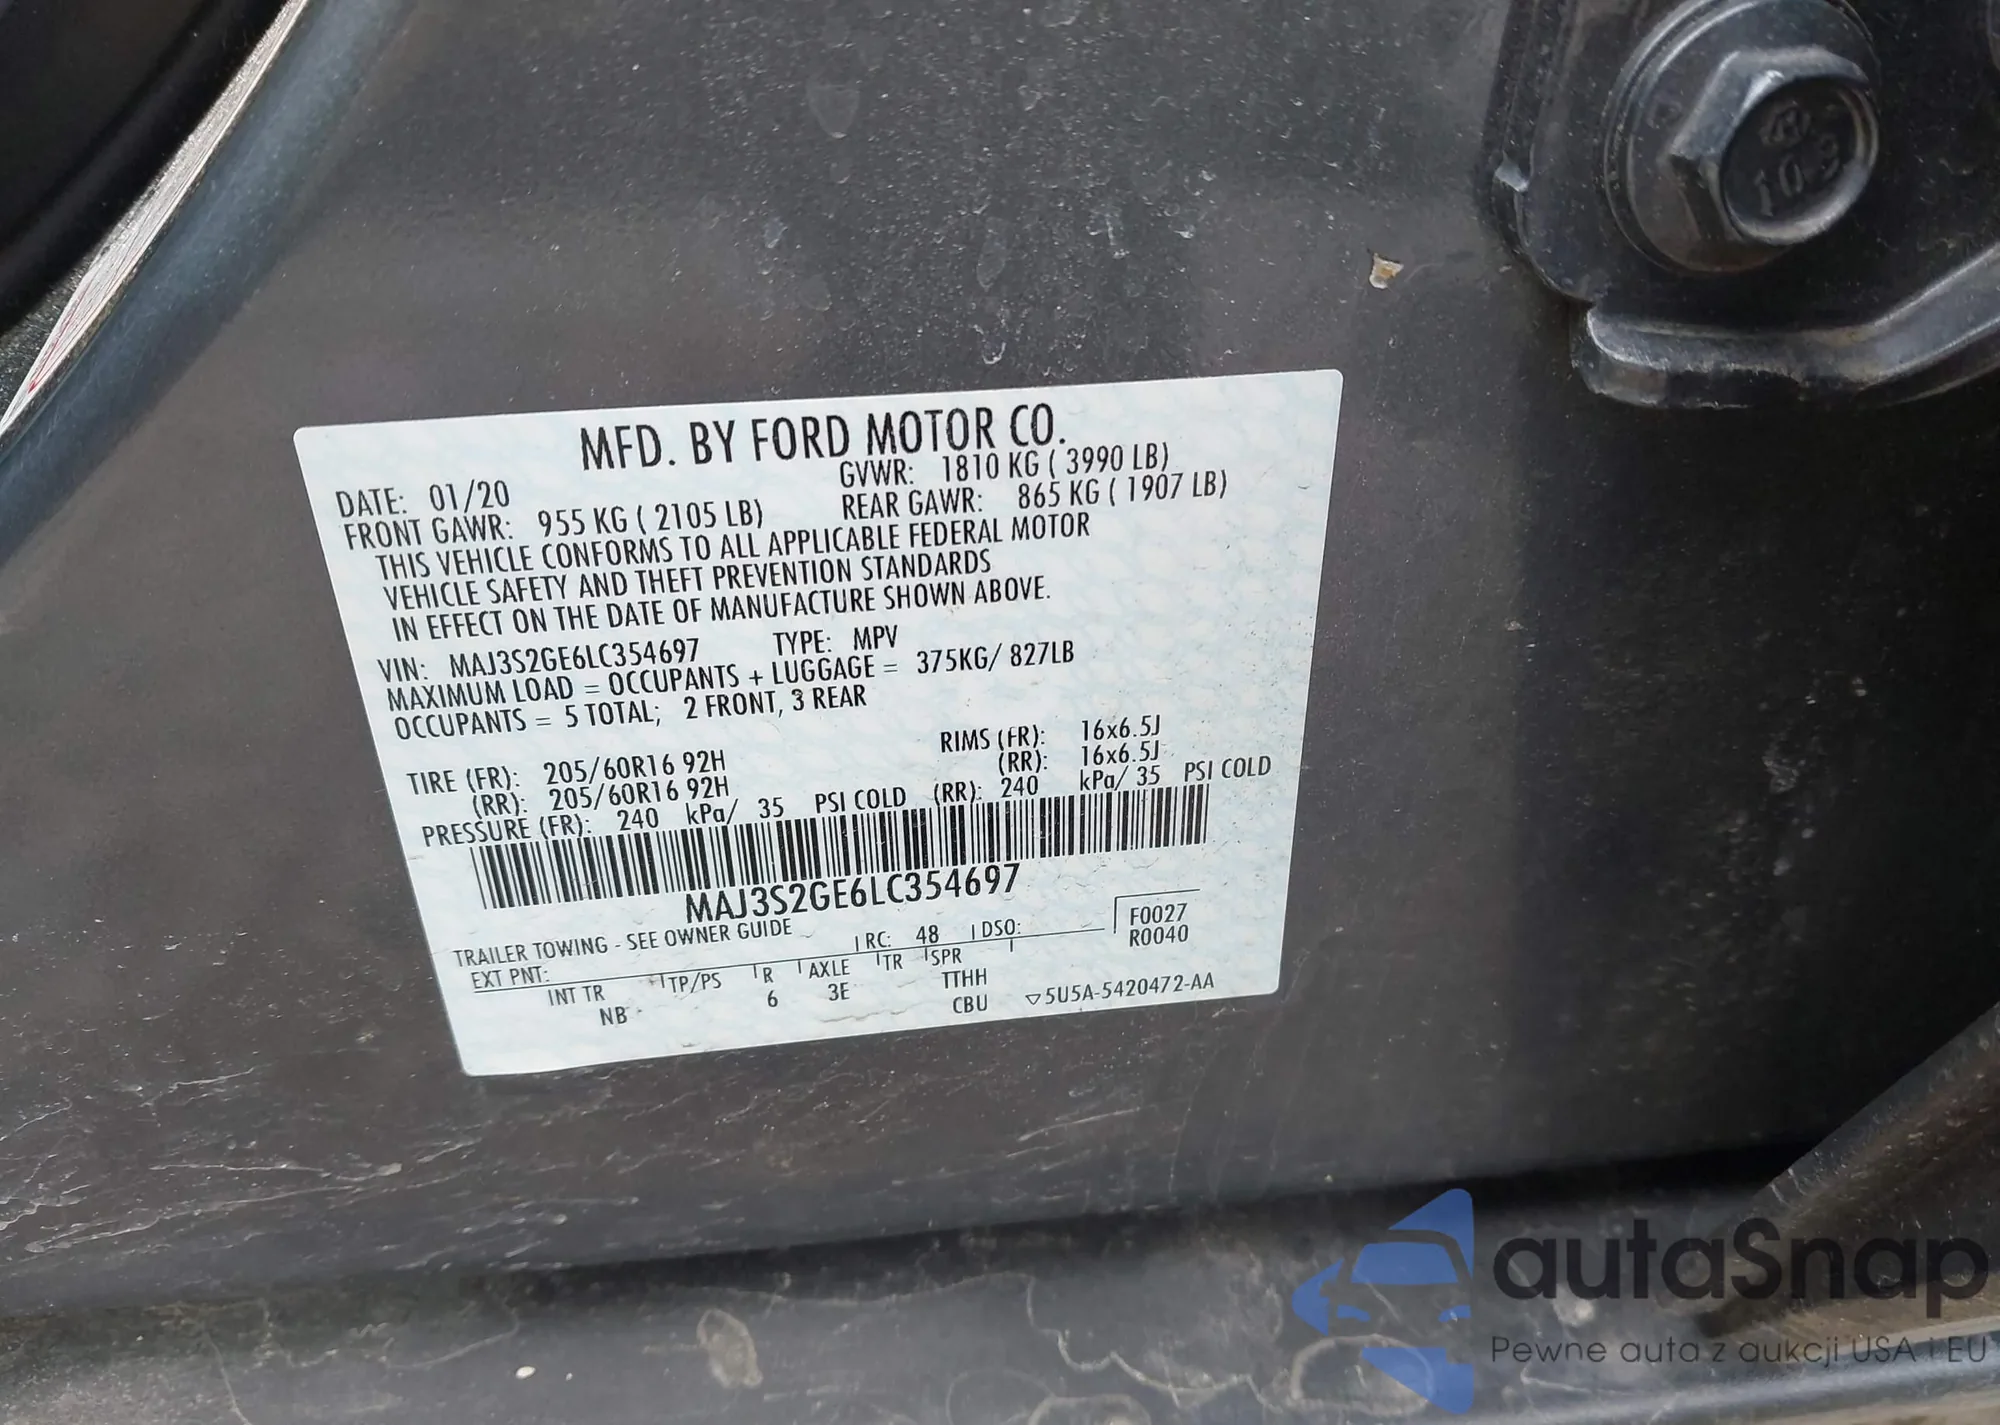 10.9
MFD. BY FORD MOTOR CO.
DATE: 01/20 GVWR: 1810 KG ( 3990 LB)
FRONT GAWR: 955 KG ( 2105 LB) REAR GAWR: 865 KG ( 1907 LB)
THIS VEHICLE CONFORMS TO ALL APPLICABLE FEDERAL MOTOR
VEHICLE SAFETY AND THEFT PREVENTION STANDARDS
IN EFFECT ON THE DATE OF MANUFACTURE SHOWN ABOVE.
VIN: MAJ3S2GE6LC354697 TYPE: MPV
MAXIMUM LOAD = OCCUPANTS + LUGGAGE = 375KG/ 827LB
OCCUPANTS = 5 TOTAL; 2 FRONT, 3 REAR
TIRE (FR): 205/60R16 92H RIMS (FR): 16x6.5J
(RR): 205/60R16 92H (RR): 16x6.5J
PRESSURE (FR): 240 kPa/ 35 PSI COLD (RR): 240 kPa/ 35 PSI COLD
MAJ3S2GE6LC354697
TRAILER TOWING - SEE OWNER GUIDE
F0027
EXT PNT: RC: 48 DSO: R0040
INT TR TP/PS R AXLE TR SPR
NB 6 3E TTHH
CBU ▽5U5A-5420472-AA
autaSnap
Pewne auta z aukcji USA i EU